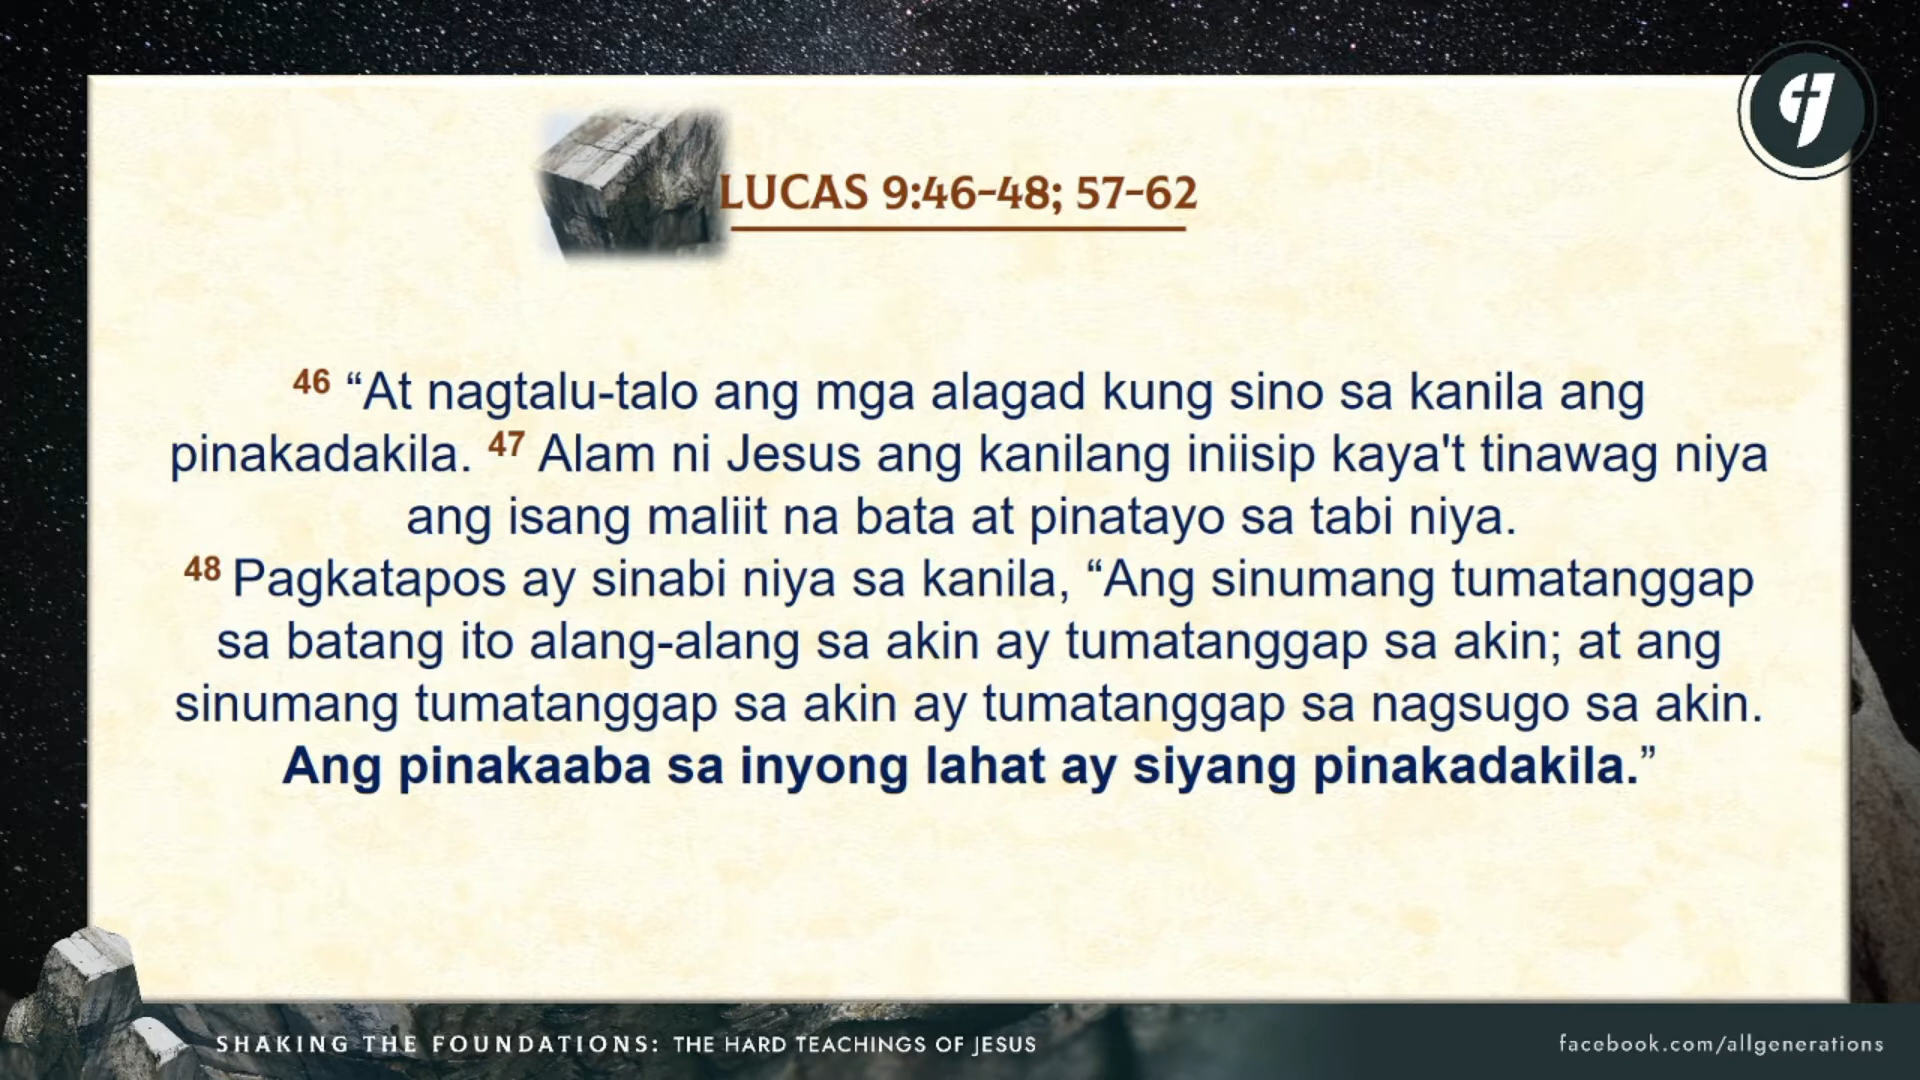 LUCAS 9:46-48; 57-62
46 “At nagtalu-talo ang mga alagad kung sino sa kanila ang
pinakadakila. 47 Alam ni Jesus ang kanilang iniisip kaya't tinawag niya
ang isang maliit na bata at pinatayo sa tabi niya.
48 Pagkatapos ay sinabi niya sa kanila, “Ang sinumang tumatanggap
sa batang ito alang-alang sa akin ay tumatanggap sa akin; at ang
sinumang tumatanggap sa akin ay tumatanggap sa nagsugo sa akin.
Ang pinakaaba sa inyong lahat ay siyang pinakadakila.”
SHAKING THE FOUNDATIONS: THE HARD TEACHINGS OF JESUS
facebook.com/allgenerations